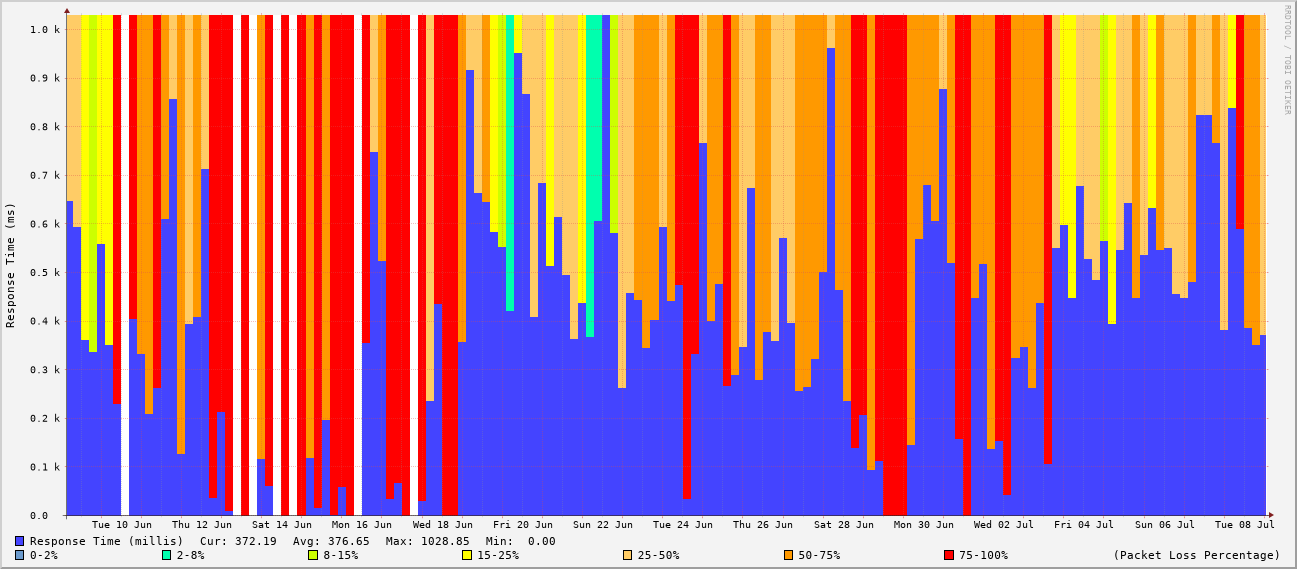 RRDTOOL / TOBI OETIKER
Response Time (ms)
1.0 k
0.9 k
0.8 k
0.7 k
0.6 k
0.5 k
0.4 k
0.3 k
0.2 k
0.1 k
0.0
Tue 10 Jun Thu 12 Jun Sat 14 Jun Mon 16 Jun Wed 18 Jun Fri 20 Jun Sun 22 Jun Tue 24 Jun Thu 26 Jun Sat 28 Jun Mon 30 Jun Wed 02 Jul Fri 04 Jul Sun 06 Jul Tue 08 Jul
Response Time (millis) Cur: 372.19 Avg: 376.65 Max: 1028.85 Min: 0.00
0-2% 2-8% 8-15% 15-25% 25-50% 50-75% 75-100% (Packet Loss Percentage)